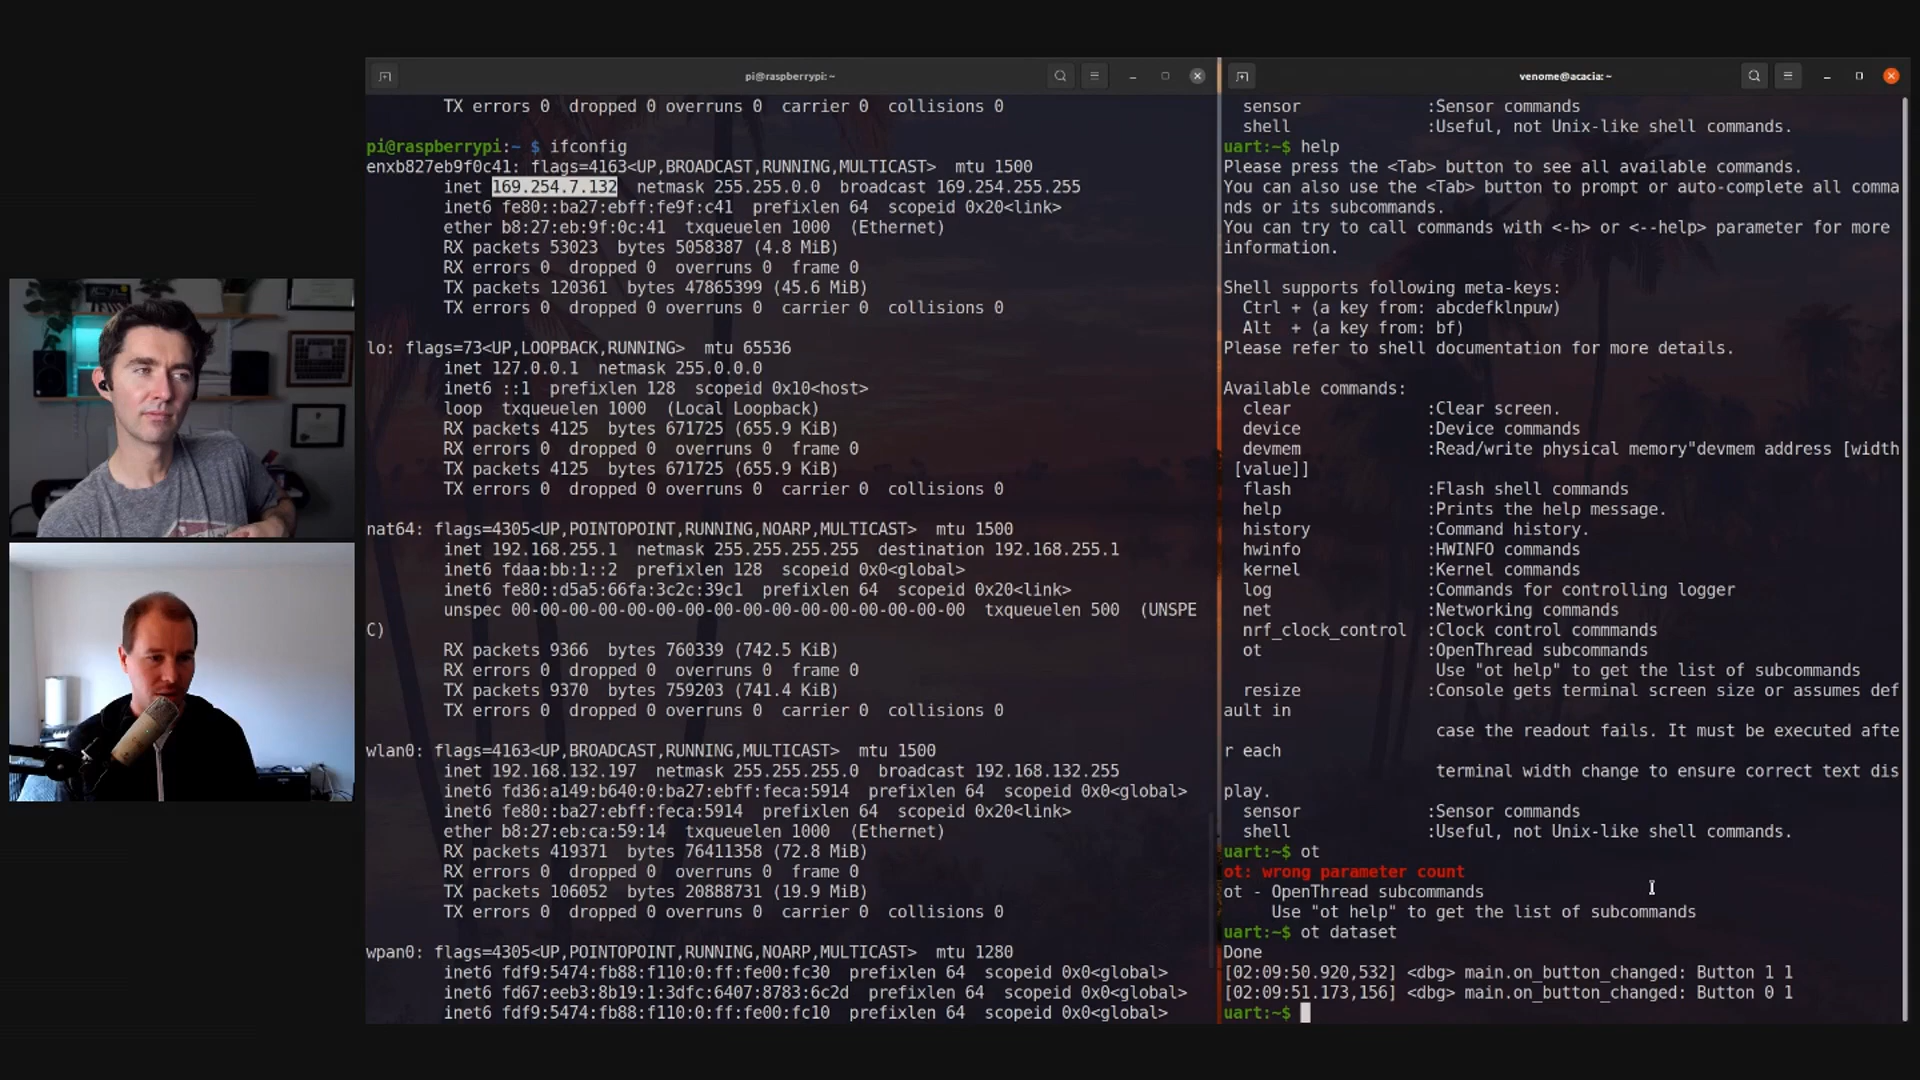 pi@raspberrypi: ~
TX errors 0  dropped 0 overruns 0  carrier 0  collisions 0
pi@raspberrypi:~ $ ifconfig
enxb827eb9f0c41: flags=4163<UP,BROADCAST,RUNNING,MULTICAST>  mtu 1500
inet 169.254.7.132  netmask 255.255.0.0  broadcast 169.254.255.255
inet6 fe80::ba27:ebff:fe9f:c41  prefixlen 64  scopeid 0x20<link>
ether b8:27:eb:9f:0c:41  txqueuelen 1000  (Ethernet)
RX packets 53023  bytes 5058387 (4.8 MiB)
RX errors 0  dropped 0  overruns 0  frame 0
TX packets 120361  bytes 47865399 (45.6 MiB)
TX errors 0  dropped 0 overruns 0  carrier 0  collisions 0
lo: flags=73<UP,LOOPBACK,RUNNING>  mtu 65536
inet 127.0.0.1  netmask 255.0.0.0
inet6 ::1  prefixlen 128  scopeid 0x10<host>
loop  txqueuelen 1000  (Local Loopback)
RX packets 4125  bytes 671725 (655.9 KiB)
RX errors 0  dropped 0  overruns 0  frame 0
TX packets 4125  bytes 671725 (655.9 KiB)
TX errors 0  dropped 0 overruns 0  carrier 0  collisions 0
nat64: flags=4305<UP,POINTOPOINT,RUNNING,NOARP,MULTICAST>  mtu 1500
inet 192.168.255.1  netmask 255.255.255.255  destination 192.168.255.1
inet6 fdaa:bb:1::2  prefixlen 128  scopeid 0x0<global>
inet6 fe80::d5a5:66fa:3c2c:39c1  prefixlen 64  scopeid 0x20<link>
unspec 00-00-00-00-00-00-00-00-00-00-00-00-00-00-00-00  txqueuelen 500  (UNSPE
C)
RX packets 9366  bytes 760339 (742.5 KiB)
RX errors 0  dropped 0  overruns 0  frame 0
TX packets 9370  bytes 759203 (741.4 KiB)
TX errors 0  dropped 0 overruns 0  carrier 0  collisions 0
wlan0: flags=4163<UP,BROADCAST,RUNNING,MULTICAST>  mtu 1500
inet 192.168.132.197  netmask 255.255.255.0  broadcast 192.168.132.255
inet6 fd36:a149:b640:0:ba27:ebff:feca:5914  prefixlen 64  scopeid 0x0<global>
inet6 fe80::ba27:ebff:feca:5914  prefixlen 64  scopeid 0x20<link>
ether b8:27:eb:ca:59:14  txqueuelen 1000  (Ethernet)
RX packets 419371  bytes 76411358 (72.8 MiB)
RX errors 0  dropped 0  overruns 0  frame 0
TX packets 106052  bytes 20888731 (19.9 MiB)
TX errors 0  dropped 0 overruns 0  carrier 0  collisions 0
wpan0: flags=4305<UP,POINTOPOINT,RUNNING,NOARP,MULTICAST>  mtu 1280
inet6 fdf9:5474:fb88:f110:0:ff:fe00:fc30  prefixlen 64  scopeid 0x0<global>
inet6 fd67:eeb3:8b19:1:3dfc:6407:8783:6c2d  prefixlen 64  scopeid 0x0<global>
inet6 fdf9:5474:fb88:f110:0:ff:fe00:fc10  prefixlen 64  scopeid 0x0<global>
venome@acacia: ~
sensor :Sensor commands
shell :Useful, not Unix-like shell commands.
uart:~$ help
Please press the <Tab> button to see all available commands.
You can also use the <Tab> button to prompt or auto-complete all comma
nds or its subcommands.
You can try to call commands with <-h> or <--help> parameter for more
information.
Shell supports following meta-keys:
Ctrl + (a key from: abcdefklnpuw)
Alt  + (a key from: bf)
Please refer to shell documentation for more details.
Available commands:
clear :Clear screen.
device :Device commands
devmem :Read/write physical memory"devmem address [width
[value]]
flash :Flash shell commands
help :Prints the help message.
history :Command history.
hwinfo :HWINFO commands
kernel :Kernel commands
log :Commands for controlling logger
net :Networking commands
nrf_clock_control :Clock control commmands
ot :OpenThread subcommands
Use "ot help" to get the list of subcommands
resize :Console gets terminal screen size or assumes def
ault in
case the readout fails. It must be executed afte
r each
terminal width change to ensure correct text dis
play.
sensor :Sensor commands
shell :Useful, not Unix-like shell commands.
uart:~$ ot
ot: wrong parameter count
ot - OpenThread subcommands
Use "ot help" to get the list of subcommands
uart:~$ ot dataset
Done
[02:09:50.920,532] <dbg> main.on_button_changed: Button 1 1
[02:09:51.173,156] <dbg> main.on_button_changed: Button 0 1
uart:~$